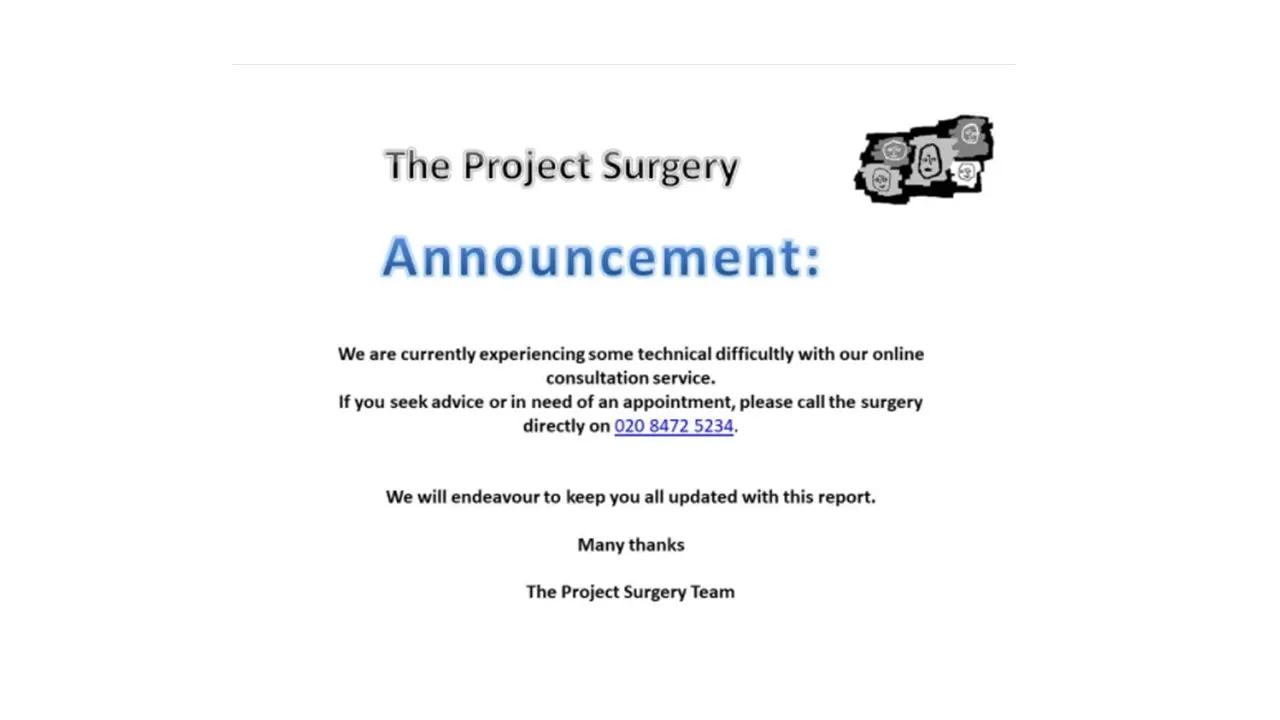 The Project Surgery
Announcement:
We are currently experiencing some technical difficultly with our online
consultation service.
If you seek advice or in need of an appointment, please call the surgery
directly on 020 8472 5234.
We will endeavour to keep you all updated with this report.
Many thanks
The Project Surgery Team